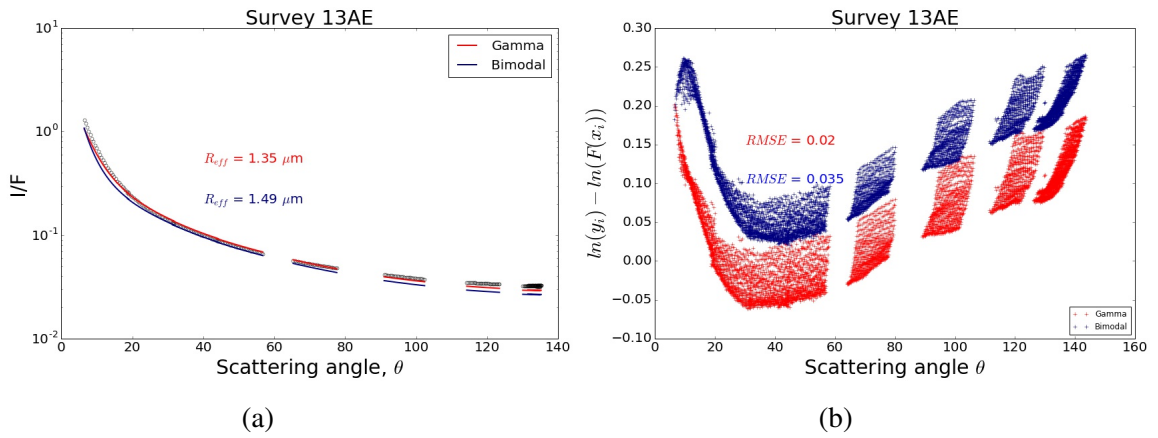 Survey 13AE
I/F
10¹
10⁰
10⁻¹
10⁻²
Gamma
Bimodal
R_eff = 1.35 μm
R_eff = 1.49 μm
0 20 40 60 80 100 120 140
Scattering angle, θ
(a)
Survey 13AE
ln(y_i) − ln(F(x_i))
0.30
0.25
0.20
0.15
0.10
0.05
0.00
−0.05
−0.10
RMSE = 0.02
RMSE = 0.035
Gamma
Bimodal
0 20 40 60 80 100 120 140 160
Scattering angle θ
(b)